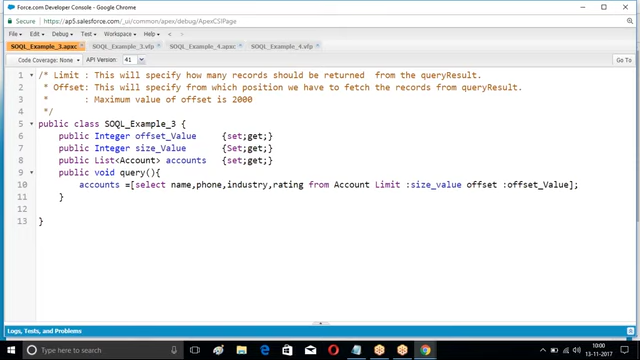 Force.com Developer Console - Google Chrome
Secure https://ap5.salesforce.com/_ui/common/apex/debug/ApexCSIPage
File Edit Debug Test Workspace Help < >
SOQL_Example_3.apxc SOQL_Example_3.vfp SOQL_Example_4.apxc SOQL_Example_4.vfp
Code Coverage: None API Version: 41 Go To
1 /* Limit : This will specify how many records should be returned from the queryResult.
2 * Offset: This will specify from which position we have to fetch the records from queryResult.
3 * : Maximum value of offset is 2000
4 */
5 public class SOQL_Example_3 {
6 public Integer offset_Value {set;get;}
7 public Integer size_Value {Set;get;}
8 public List<Account> accounts {set;get;}
9 public void query(){
10 accounts =[select name,phone,industry,rating from Account Limit :size_value offset :offset_Value];
11 }
12
13 }
Logs, Tests, and Problems
Type here to search
10:00
13-11-2017